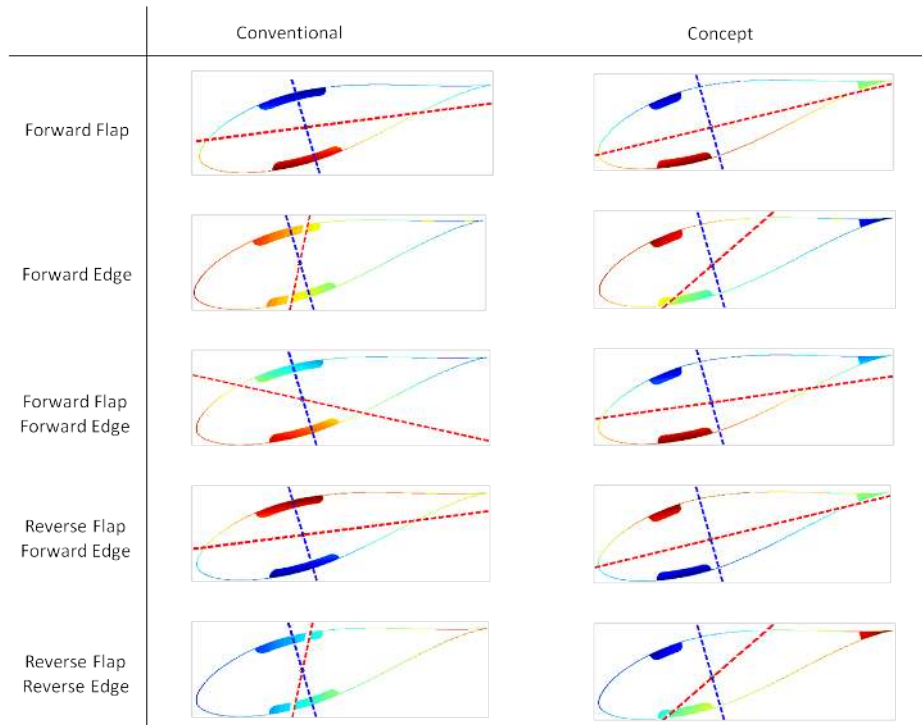 Conventional
Concept
Forward Flap
Forward Edge
Forward Flap
Forward Edge
Reverse Flap
Forward Edge
Reverse Flap
Reverse Edge